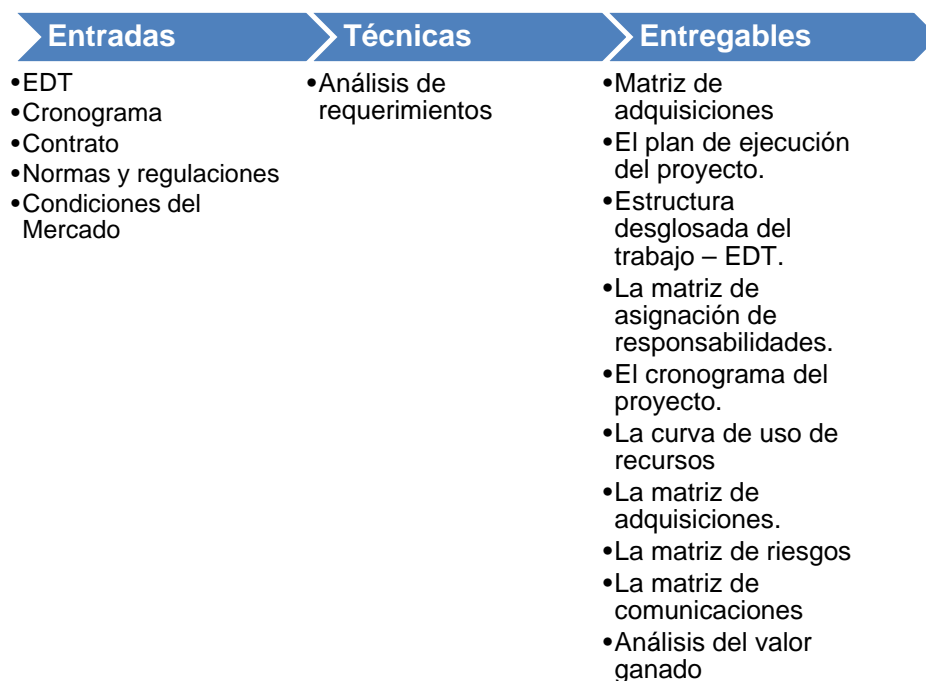 Entradas
•EDT
•Cronograma
•Contrato
•Normas y regulaciones
•Condiciones del
Mercado
Técnicas
•Análisis de
requerimientos
Entregables
•Matriz de
adquisiciones
•El plan de ejecución
del proyecto.
•Estructura
desglosada del
trabajo – EDT.
•La matriz de
asignación de
responsabilidades.
•El cronograma del
proyecto.
•La curva de uso de
recursos
•La matriz de
adquisiciones.
•La matriz de riesgos
•La matriz de
comunicaciones
•Análisis del valor
ganado